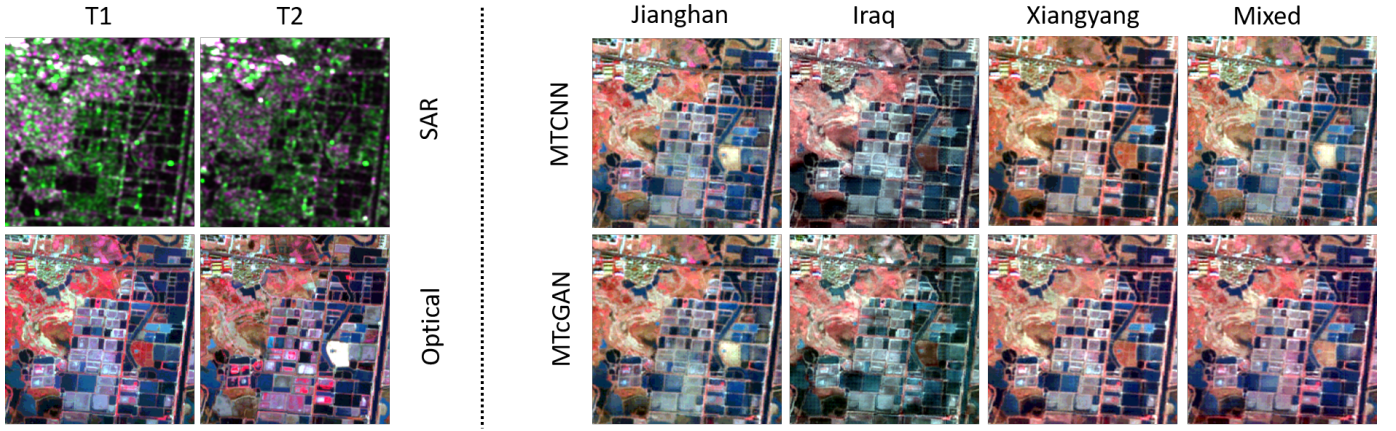 T1 T2 Jianghan Iraq Xiangyang Mixed
SAR
MTCNN
Optical
MTcGAN